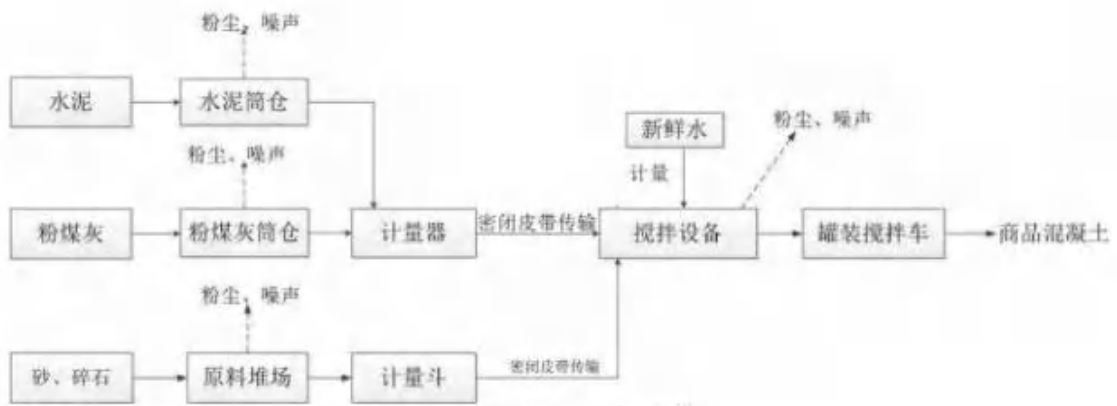 粉尘、噪声
水泥
水泥筒仓
新鲜水
粉尘、噪声
粉尘、噪声
计量
粉煤灰
粉煤灰筒仓
计量器
密闭皮带传输
搅拌设备
罐装搅拌车
商品混凝土
粉尘、噪声
砂、碎石
原料堆场
计量斗
密闭皮带传输